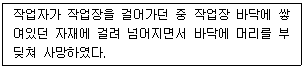 작업자가 작업장을 걸어가던 중 작업장 바닥에 쌓
여있던 자재에 걸려 넘어지면서 바닥에 머리를 부
딪쳐 사망하였다.